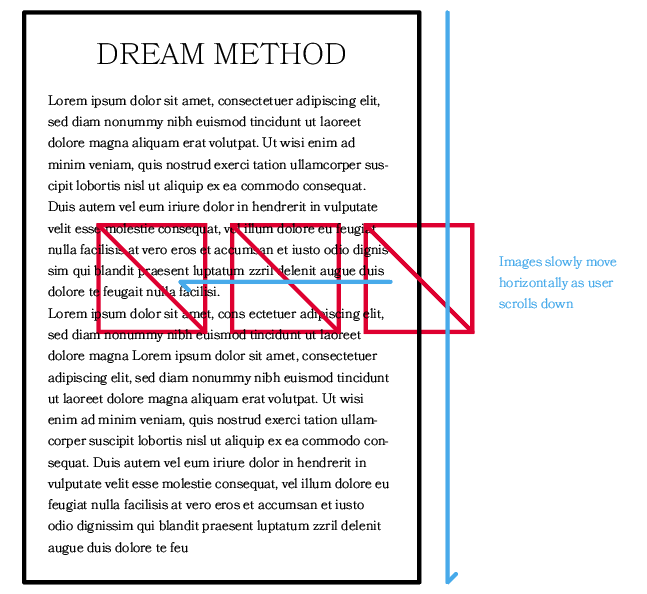 DREAM METHOD
Lorem ipsum dolor sit amet, consectetuer adipiscing elit,
sed diam nonummy nibh euismod tincidunt ut laoreet
dolore magna aliquam erat volutpat. Ut wisi enim ad
minim veniam, quis nostrud exerci tation ullamcorper sus-
cipit lobortis nisl ut aliquip ex ea commodo consequat.
Duis autem vel eum iriure dolor in hendrerit in vulputate
velit esse molestie consequat, vel illum dolore eu feugiat
nulla facilisis at vero eros et accumsan et iusto odio dignis-
sim qui blandit praesent luptatum zzril delenit augue duis
dolore te feugait nulla facilisi.
Lorem ipsum dolor sit amet, cons ectetuer adipiscing elit,
sed diam nonummy nibh euismod tincidunt ut laoreet
dolore magna Lorem ipsum dolor sit amet, consectetuer
adipiscing elit, sed diam nonummy nibh euismod tincidunt
ut laoreet dolore magna aliquam erat volutpat. Ut wisi
enim ad minim veniam, quis nostrud exerci tation ullam-
corper suscipit lobortis nisl ut aliquip ex ea commodo con-
sequat. Duis autem vel eum iriure dolor in hendrerit in
vulputate velit esse molestie consequat, vel illum dolore eu
feugiat nulla facilisis at vero eros et accumsan et iusto
odio dignissim qui blandit praesent luptatum zzril delenit
augue duis dolore te feu
Images slowly move
horizontally as user
scrolls down